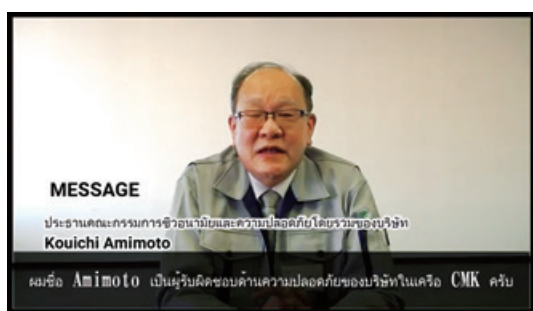 MESSAGE
ประธานคณะกรรมการชีวอนามัยและความปลอดภัยโดยรวมของบริษัท
Kouichi Amimoto
ผมชื่อ Amimoto เป็นผู้รับผิดชอบด้านความปลอดภัยของบริษัทในเครือ CMK ครับ